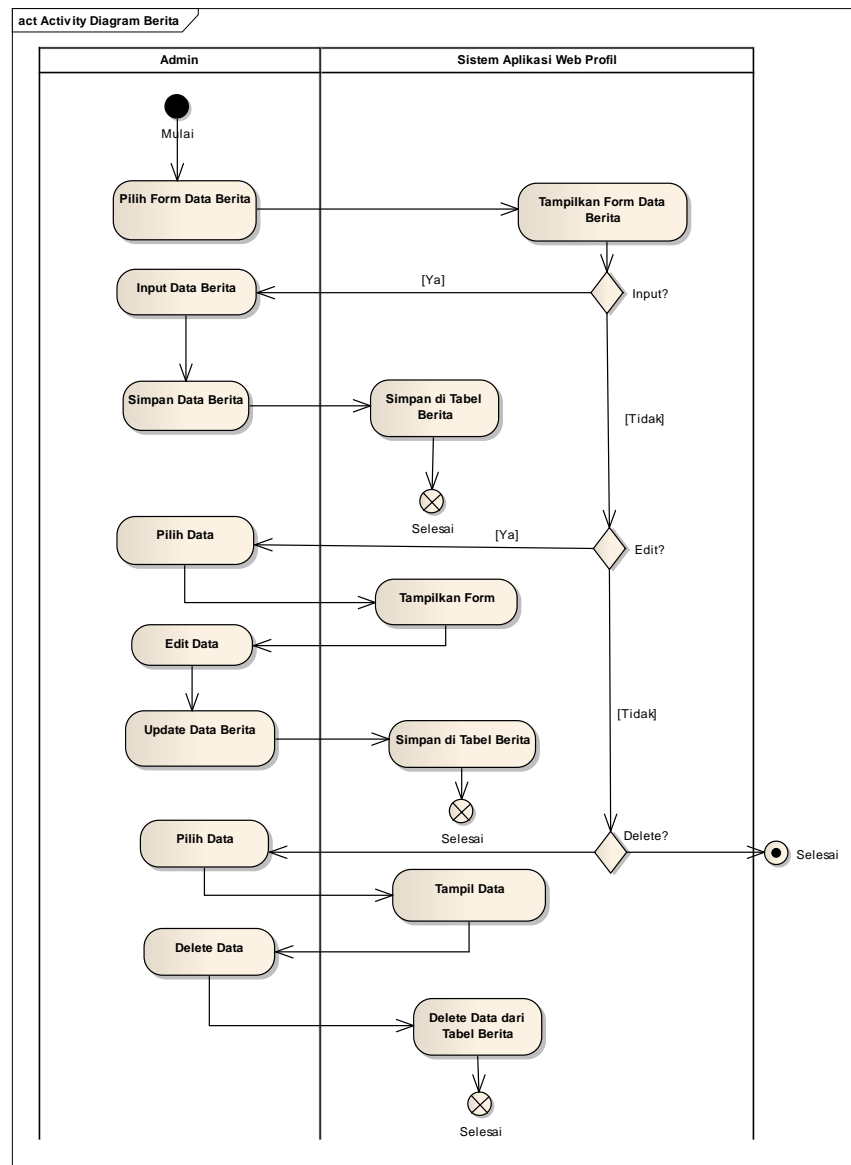 act Activity Diagram Berita
Admin
Sistem Aplikasi Web Profil
Mulai
Pilih Form Data Berita
Tampilkan Form Data
Berita
Input Data Berita
[Ya]
Input?
Simpan Data Berita
Simpan di Tabel
Berita
[Tidak]
Selesai
Pilih Data
[Ya]
Edit?
Tampilkan Form
Edit Data
Update Data Berita
[Tidak]
Simpan di Tabel Berita
Selesai
Pilih Data
Delete?
Selesai
Tampil Data
Delete Data
Delete Data dari
Tabel Berita
Selesai